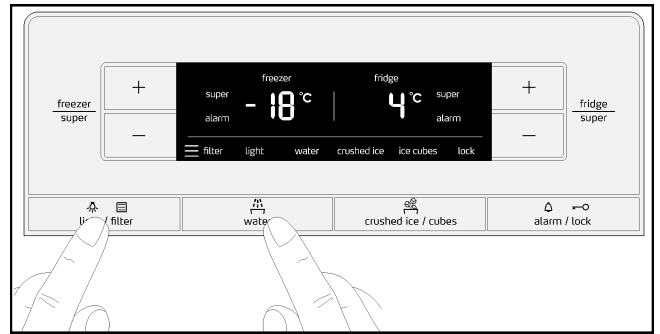 freezer
super
+
−
freezer
super
alarm
- 18 °C
fridge
4 °C
super
alarm
filter light water crushed ice ice cubes lock
+
−
fridge
super
/ filter
water
crushed ice / cubes
alarm / lock